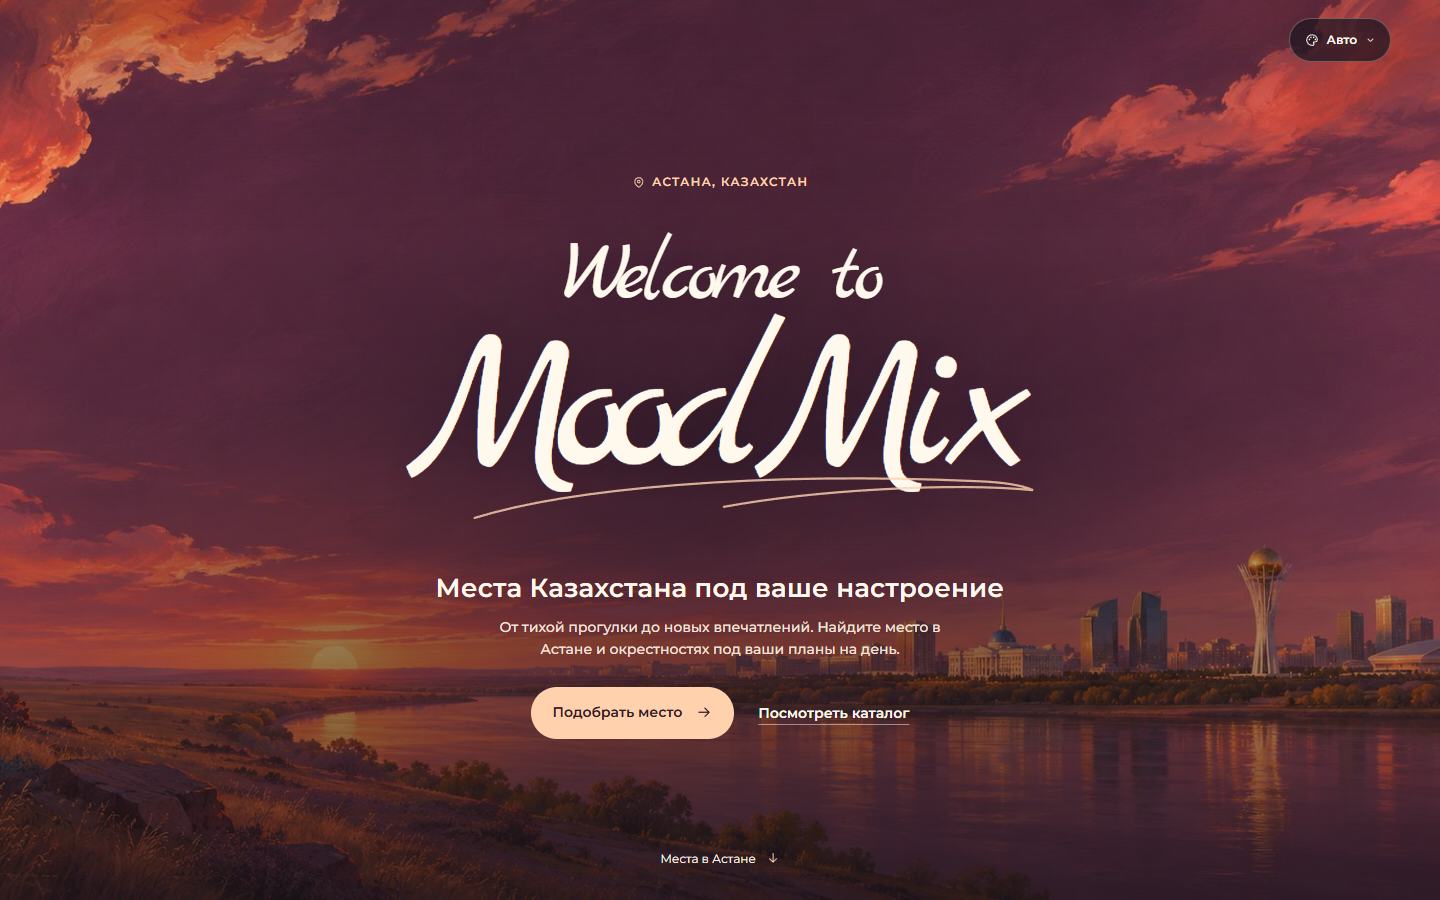 Авто
АСТАНА, КАЗАХСТАН
Welcome to
MoodMix
Места Казахстана под ваше настроение
От тихой прогулки до новых впечатлений. Найдите место в
Астане и окрестностях под ваши планы на день.
Подобрать место →
Посмотреть каталог
Места в Астане ↓